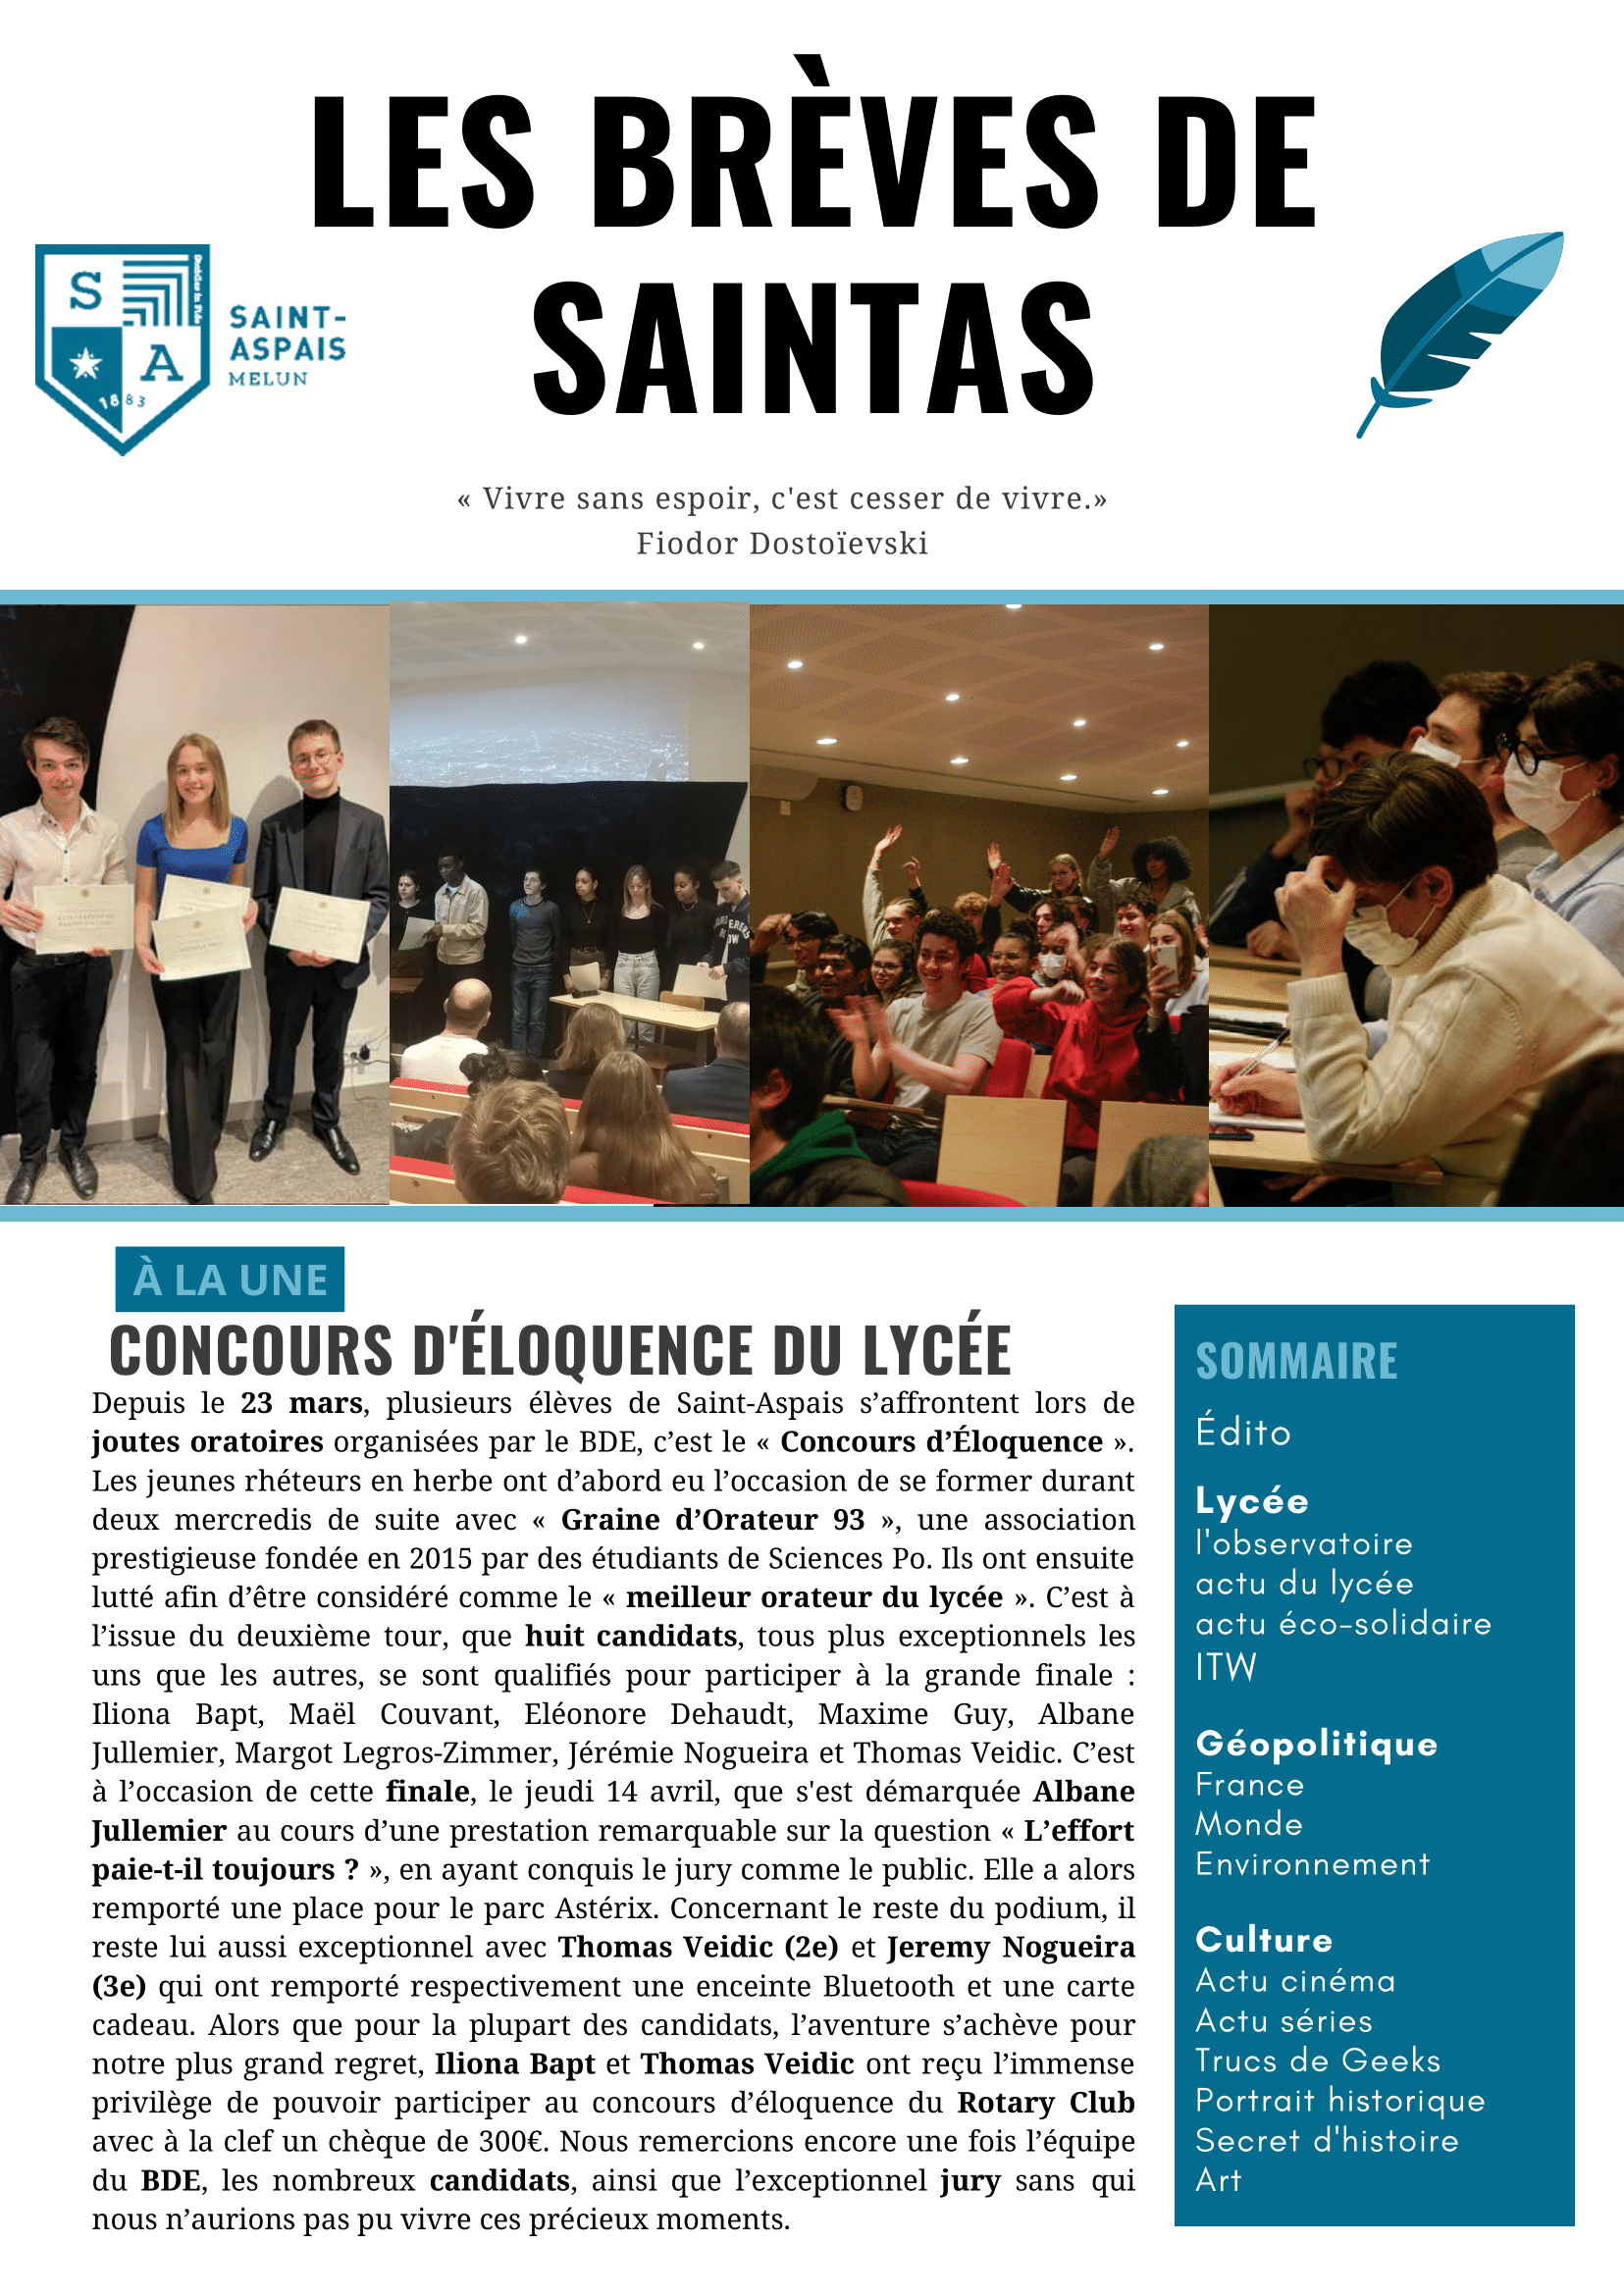 LES BRÈVES DE
SAINTAS
S
A
1883
SAINT-
ASPAIS
MELUN
« Vivre sans espoir, c'est cesser de vivre.»
Fiodor Dostoïevski
À LA UNE
CONCOURS D'ÉLOQUENCE DU LYCÉE
Depuis le 23 mars, plusieurs élèves de Saint-Aspais s’affrontent lors de
joutes oratoires organisées par le BDE, c’est le « Concours d’Éloquence ».
Les jeunes rhéteurs en herbe ont d’abord eu l’occasion de se former durant
deux mercredis de suite avec « Graine d’Orateur 93 », une association
prestigieuse fondée en 2015 par des étudiants de Sciences Po. Ils ont ensuite
lutté afin d’être considéré comme le « meilleur orateur du lycée ». C’est à
l’issue du deuxième tour, que huit candidats, tous plus exceptionnels les
uns que les autres, se sont qualifiés pour participer à la grande finale :
Iliona Bapt, Maël Couvant, Eléonore Dehaudt, Maxime Guy, Albane
Jullemier, Margot Legros-Zimmer, Jérémie Nogueira et Thomas Veidic. C’est
à l’occasion de cette finale, le jeudi 14 avril, que s'est démarquée Albane
Jullemier au cours d’une prestation remarquable sur la question « L’effort
paie-t-il toujours ? », en ayant conquis le jury comme le public. Elle a alors
remporté une place pour le parc Astérix. Concernant le reste du podium, il
reste lui aussi exceptionnel avec Thomas Veidic (2e) et Jeremy Nogueira
(3e) qui ont remporté respectivement une enceinte Bluetooth et une carte
cadeau. Alors que pour la plupart des candidats, l’aventure s’achève pour
notre plus grand regret, Iliona Bapt et Thomas Veidic ont reçu l’immense
privilège de pouvoir participer au concours d’éloquence du Rotary Club
avec à la clef un chèque de 300€. Nous remercions encore une fois l’équipe
du BDE, les nombreux candidats, ainsi que l’exceptionnel jury sans qui
nous n’aurions pas pu vivre ces précieux moments.
SOMMAIRE
Édito
Lycée
l'observatoire
actu du lycée
actu éco-solidaire
ITW
Géopolitique
France
Monde
Environnement
Culture
Actu cinéma
Actu séries
Trucs de Geeks
Portrait historique
Secret d'histoire
Art